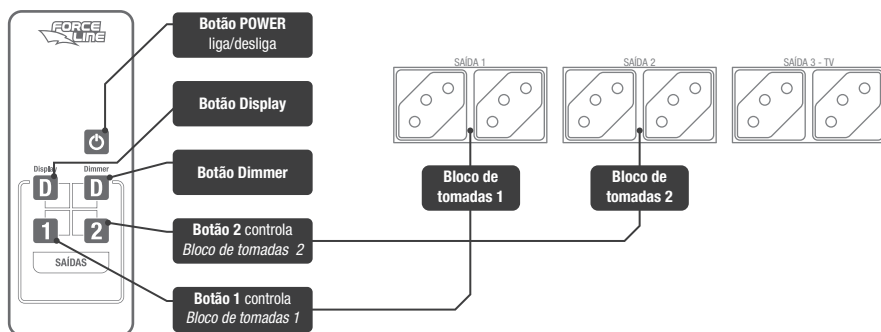 FORCE
LINE
Display
Dimmer
D
D
1
2
SAÍDAS
Botão POWER
liga/desliga
Botão Display
Botão Dimmer
Botão 2 controla
Bloco de tomadas 2
Botão 1 controla
Bloco de tomadas 1
SAÍDA 1
SAÍDA 2
SAÍDA 3 - TV
Bloco de
tomadas 1
Bloco de
tomadas 2